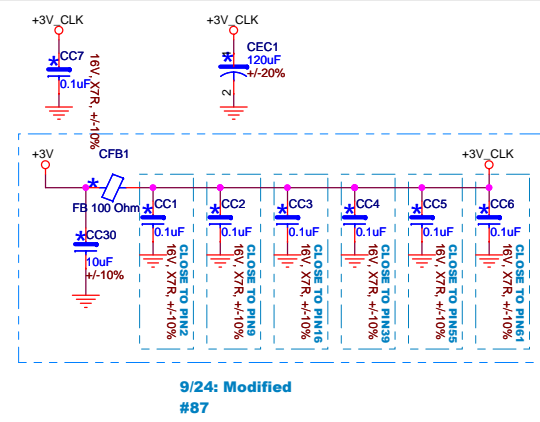 +3V_CLK
CC7
0.1uF
16V, X7R, +/-10%
+3V_CLK
CEC1
120uF
+/-20%
1
2
+3V
CFB1
FB 100 Ohm
+3V_CLK
CC30
10uF
+/-10%
CC1
0.1uF
16V, X7R, +/-10%
CLOSE TO PIN2
CC2
0.1uF
16V, X7R, +/-10%
CLOSE TO PIN9
CC3
0.1uF
16V, X7R, +/-10%
CLOSE TO PIN16
CC4
0.1uF
16V, X7R, +/-10%
CLOSE TO PIN39
CC5
0.1uF
16V, X7R, +/-10%
CLOSE TO PIN55
CC6
0.1uF
16V, X7R, +/-10%
CLOSE TO PIN61
9/24: Modified
#87